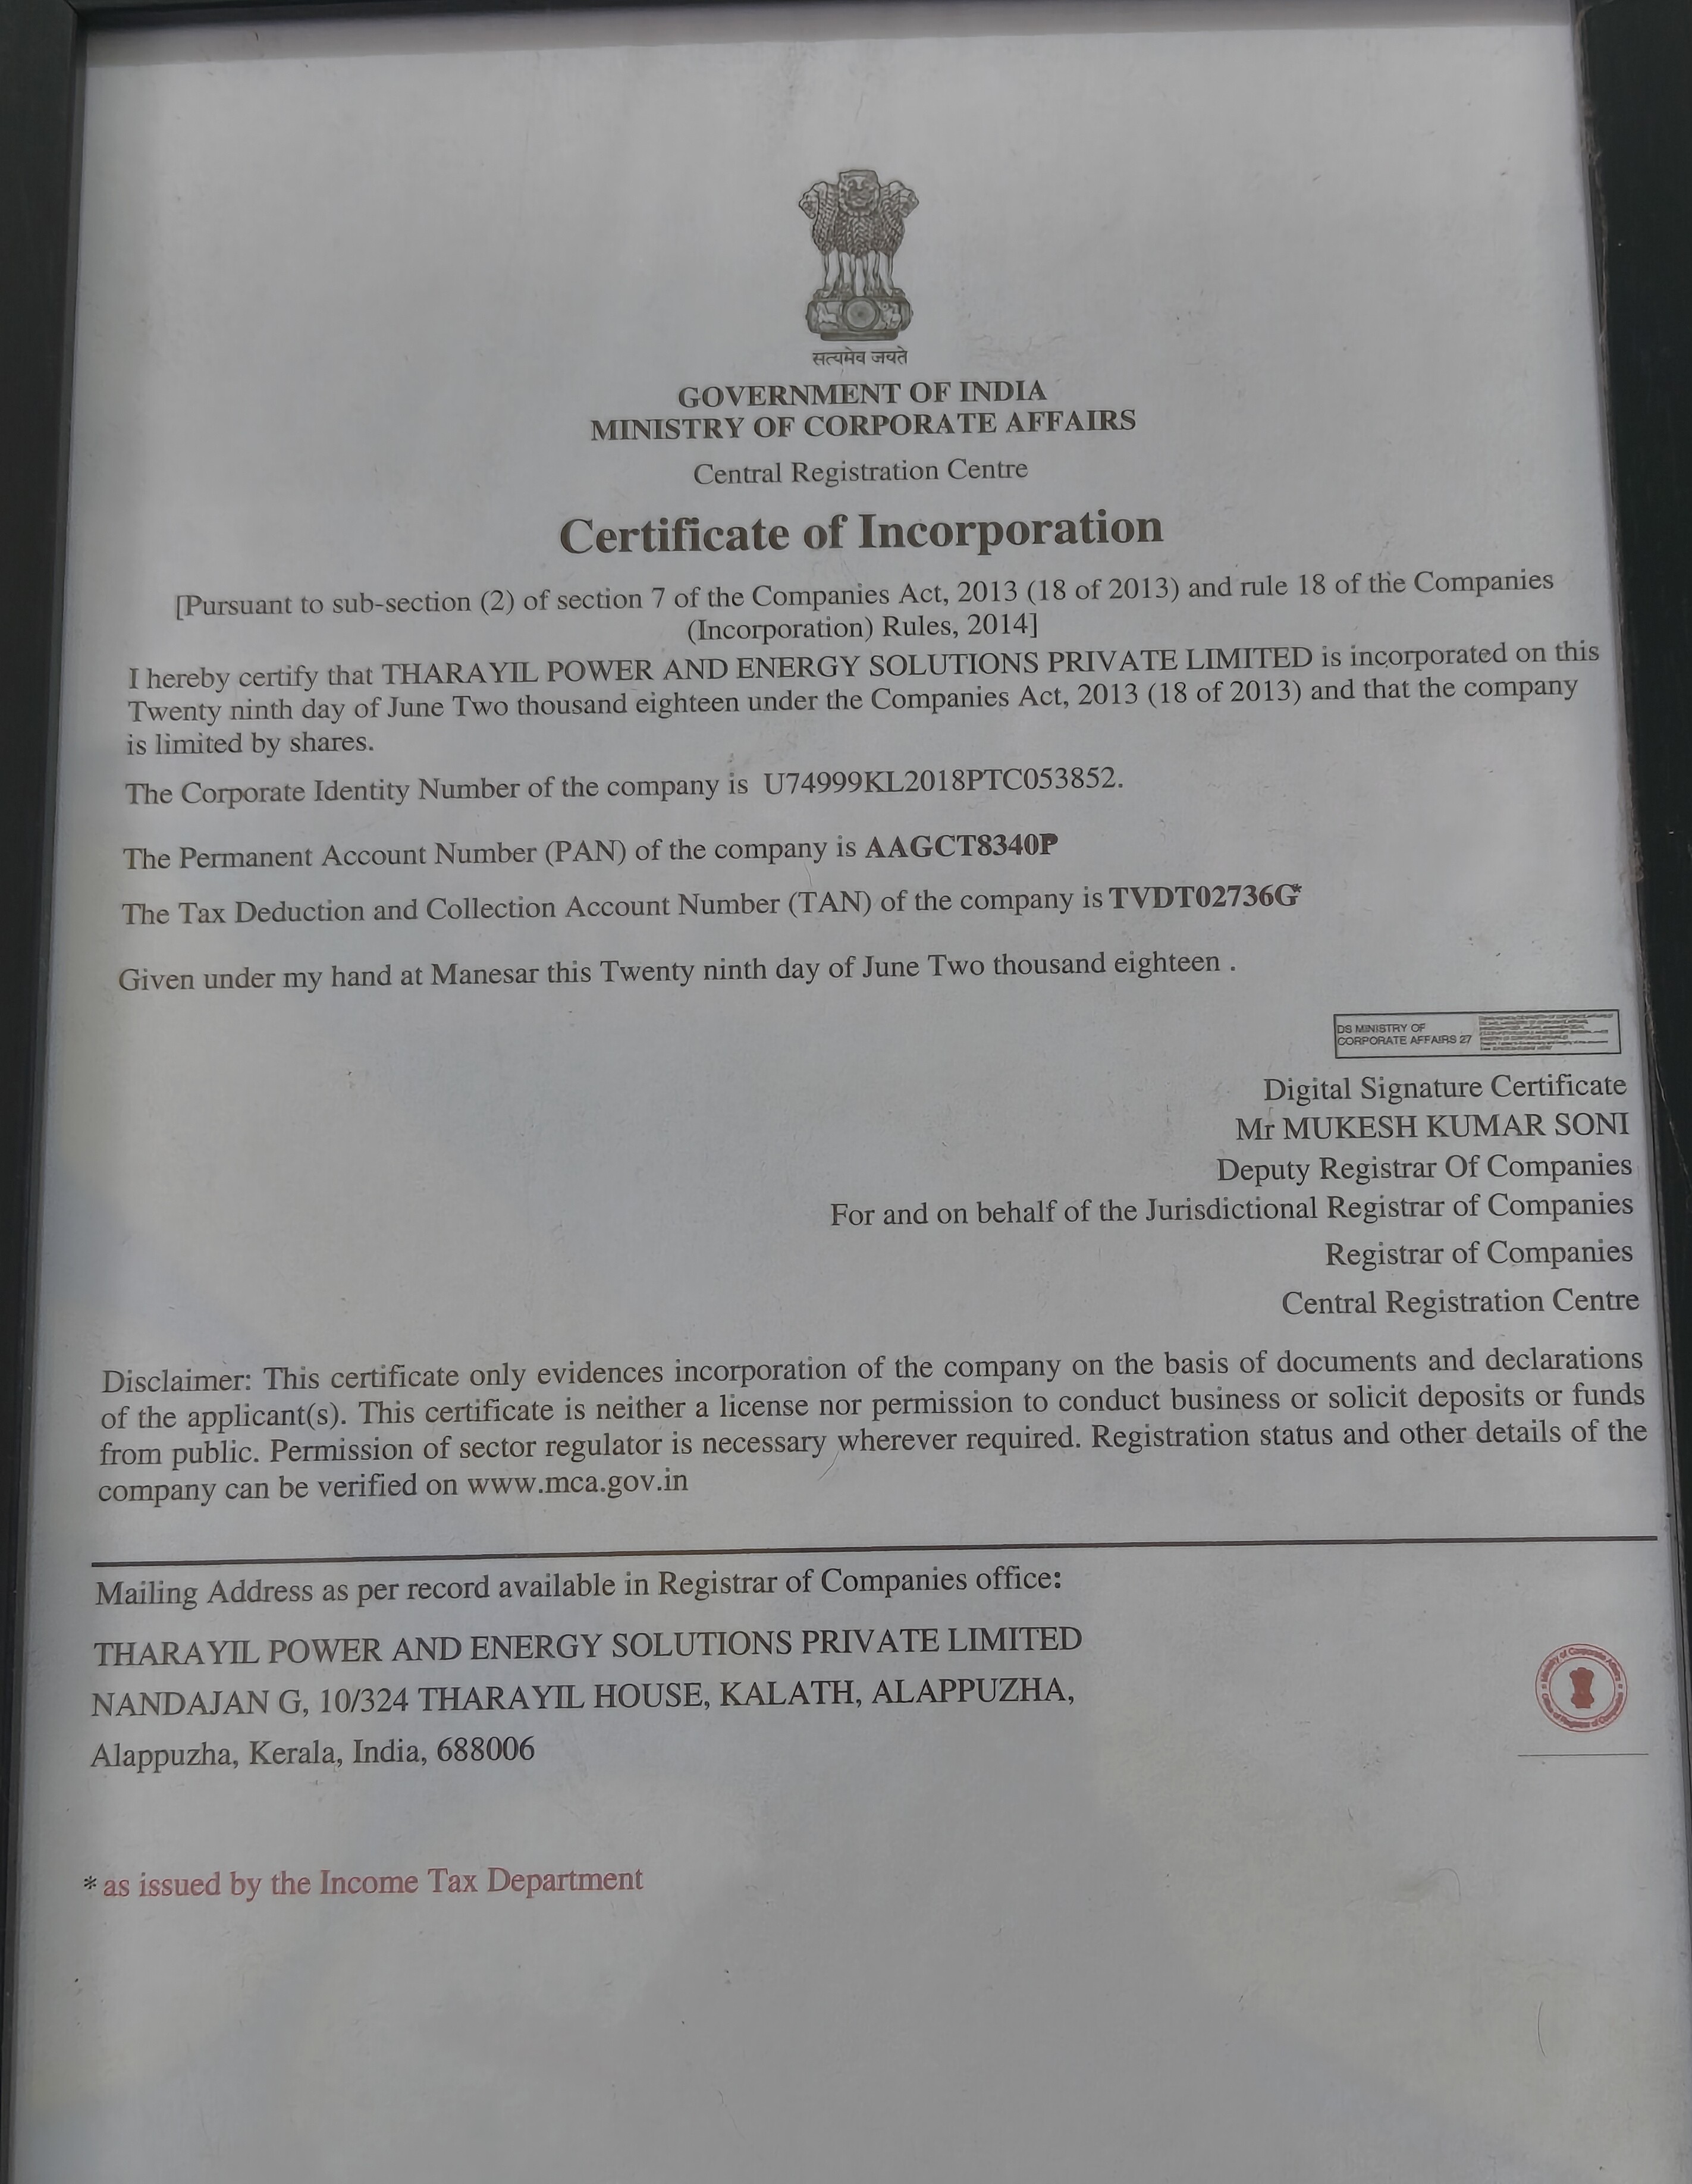 सत्यमेव जयते
GOVERNMENT OF INDIA
MINISTRY OF CORPORATE AFFAIRS
Central Registration Centre
Certificate of Incorporation
[Pursuant to sub-section (2) of section 7 of the Companies Act, 2013 (18 of 2013) and rule 18 of the Companies
(Incorporation) Rules, 2014]
I hereby certify that THARAYIL POWER AND ENERGY SOLUTIONS PRIVATE LIMITED is incorporated on this
Twenty ninth day of June Two thousand eighteen under the Companies Act, 2013 (18 of 2013) and that the company
is limited by shares.
The Corporate Identity Number of the company is U74999KL2018PTC053852.
The Permanent Account Number (PAN) of the company is AAGCT8340P
The Tax Deduction and Collection Account Number (TAN) of the company is TVDT02736G*
Given under my hand at Manesar this Twenty ninth day of June Two thousand eighteen .
DS MINISTRY OF
CORPORATE AFFAIRS 27
Digital Signature Certificate
Mr MUKESH KUMAR SONI
Deputy Registrar Of Companies
For and on behalf of the Jurisdictional Registrar of Companies
Registrar of Companies
Central Registration Centre
Disclaimer: This certificate only evidences incorporation of the company on the basis of documents and declarations
of the applicant(s). This certificate is neither a license nor permission to conduct business or solicit deposits or funds
from public. Permission of sector regulator is necessary wherever required. Registration status and other details of the
company can be verified on www.mca.gov.in
Mailing Address as per record available in Registrar of Companies office:
THARAYIL POWER AND ENERGY SOLUTIONS PRIVATE LIMITED
NANDAJAN G, 10/324 THARAYIL HOUSE, KALATH, ALAPPUZHA,
Alappuzha, Kerala, India, 688006
Ministry of Corporate Affairs
Office of Registrar of Companies
* as issued by the Income Tax Department